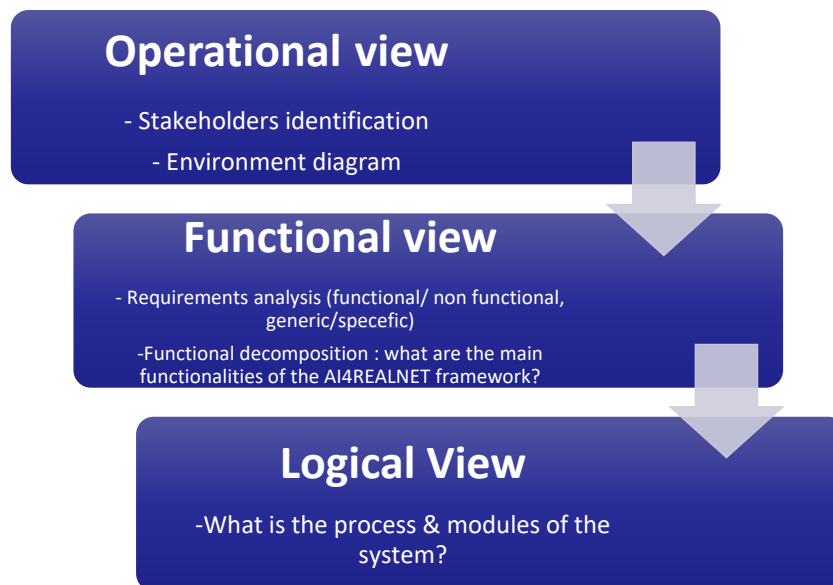 Operational view
- Stakeholders identification
- Environment diagram
Functional view
- Requirements analysis (functional/ non functional,
generic/specefic)
-Functional decomposition : what are the main
functionalities of the AI4REALNET framework?
Logical View
-What is the process & modules of the
system?